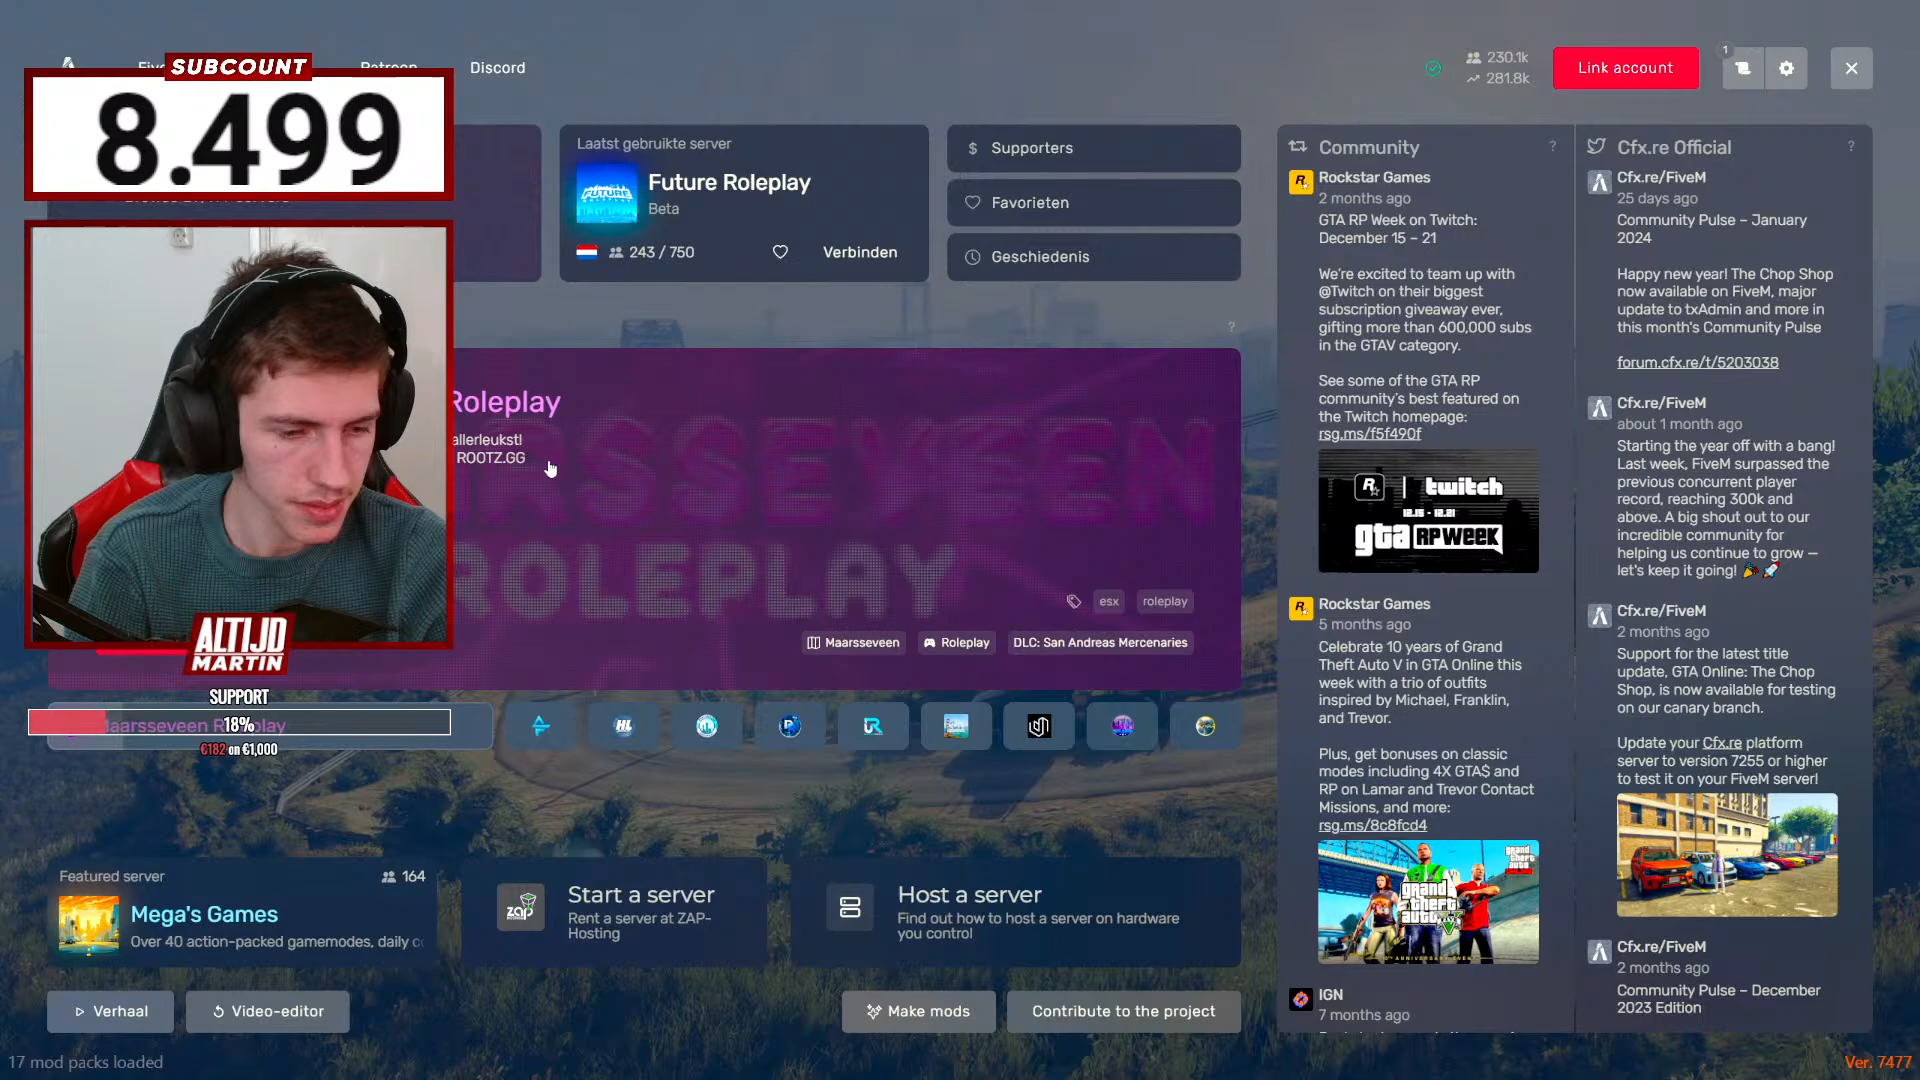 SUBCOUNT
8.499
Discord
230.1k
281.8k
Link account
1
Laatst gebruikte server
Future Roleplay
Beta
243 / 750
Verbinden
Supporters
Favorieten
Geschiedenis
?
Roleplay
allerleukst!
ROOTZ.GG
ROLEPLAY
esx
roleplay
Maarsseveen
Roleplay
DLC: San Andreas Mercenaries
ALTIJD
MARTIN
SUPPORT
18%
€182 on €1,000
Featured server
164
Mega's Games
Over 40 action-packed gamemodes, daily
zap
Start a server
Rent a server at ZAP-
Hosting
Host a server
Find out how to host a server on hardware
you control
Verhaal
Video-editor
Make mods
Contribute to the project
17 mod packs loaded
Community
?
Rockstar Games
2 months ago
GTA RP Week on Twitch:
December 15 – 21
We're excited to team up with
@Twitch on their biggest
subscription giveaway ever,
gifting more than 600,000 subs
in the GTAV category.
See some of the GTA RP
community's best featured on
the Twitch homepage:
rsg.ms/f5f490f
twitch
12.15 - 12.21
gta RP WEEK
Rockstar Games
5 months ago
Celebrate 10 years of Grand
Theft Auto V in GTA Online this
week with a trio of outfits
inspired by Michael, Franklin,
and Trevor.
Plus, get bonuses on classic
modes including 4X GTA$ and
RP on Lamar and Trevor Contact
Missions, and more:
rsg.ms/8c8fcd4
grand
theft
auto
IGN
7 months ago
Cfx.re Official
?
Cfx.re/FiveM
25 days ago
Community Pulse – January
2024
Happy new year! The Chop Shop
now available on FiveM, major
update to txAdmin and more in
this month's Community Pulse
forum.cfx.re/t/5203038
Cfx.re/FiveM
about 1 month ago
Starting the year off with a bang!
Last week, FiveM surpassed the
previous concurrent player
record, reaching 300k and
above. A big shout out to our
incredible community for
helping us continue to grow —
let's keep it going! 🎉 🚀
Cfx.re/FiveM
2 months ago
Support for the latest title
update, GTA Online: The Chop
Shop, is now available for testing
on our canary branch.
Update your Cfx.re platform
server to version 7255 or higher
to test it on your FiveM server!
Cfx.re/FiveM
2 months ago
Community Pulse – December
2023 Edition
Ver. 7477